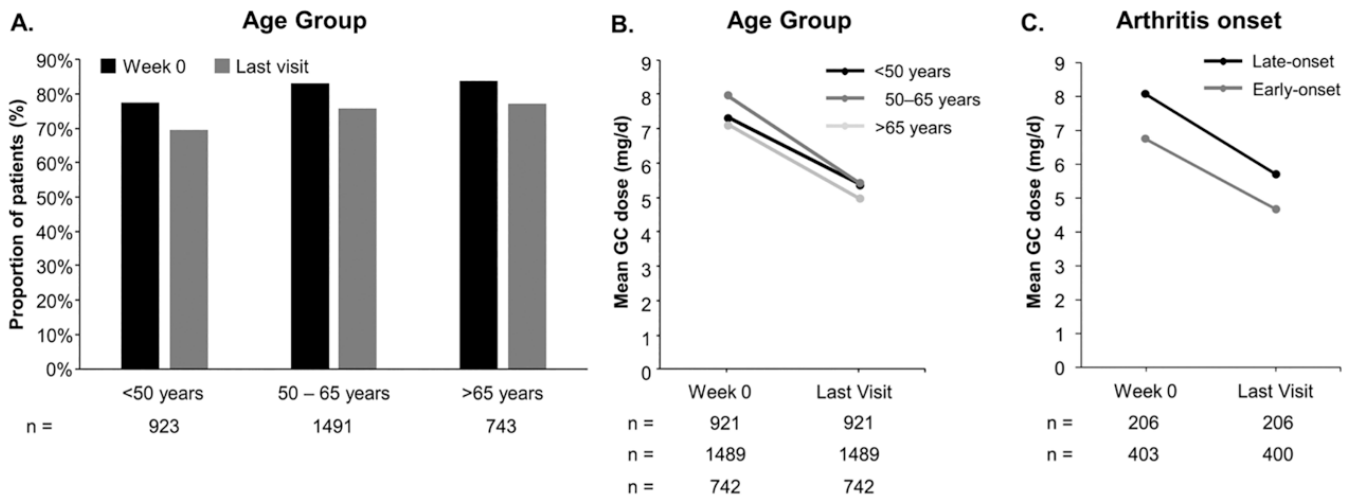 A.
Age Group
Proportion of patients (%)
90%
80%
70%
60%
50%
40%
30%
20%
10%
0%
Week 0 Last visit
<50 years 50 – 65 years >65 years
n = 923 1491 743
B.
Age Group
Mean GC dose (mg/d)
9
8
7
6
5
4
3
2
1
0
<50 years
50–65 years
>65 years
Week 0 Last Visit
n = 921 921
n = 1489 1489
n = 742 742
C.
Arthritis onset
Mean GC dose (mg/d)
9
8
7
6
5
4
3
2
1
0
Late-onset
Early-onset
Week 0 Last Visit
n = 206 206
n = 403 400